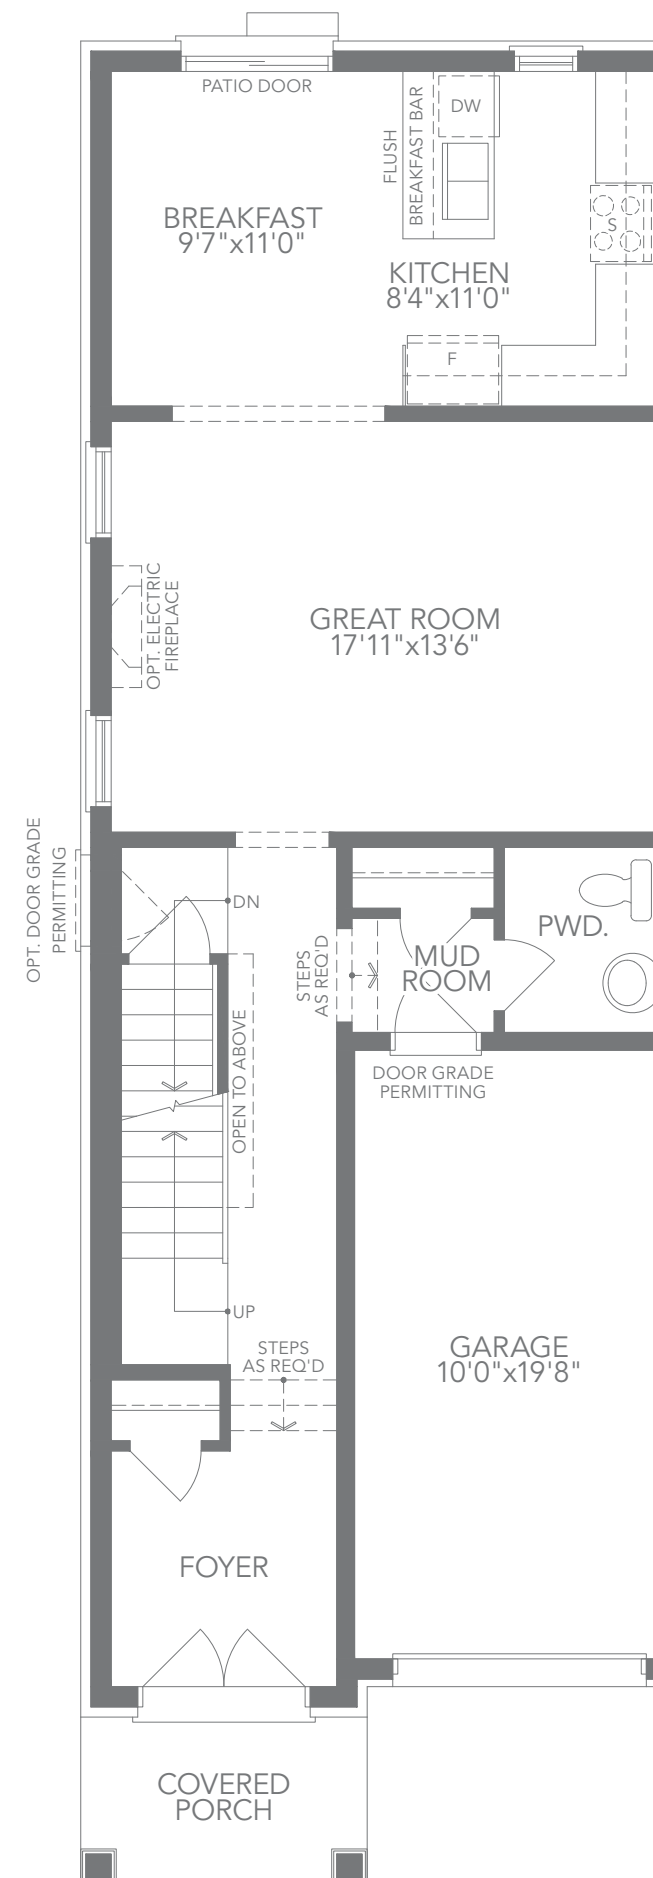 PATIO DOOR
FLUSH
BREAKFAST BAR
DW
BREAKFAST
9'7"x11'0"
S
KITCHEN
8'4"x11'0"
F
OPT. ELECTRIC
FIREPLACE
GREAT ROOM
17'11"x13'6"
OPT. DOOR GRADE
PERMITTING
DN
STEPS
AS REQ'D
MUD
ROOM
PWD.
OPEN TO ABOVE
DOOR GRADE
PERMITTING
UP
STEPS
AS REQ'D
GARAGE
10'0"x19'8"
FOYER
COVERED
PORCH